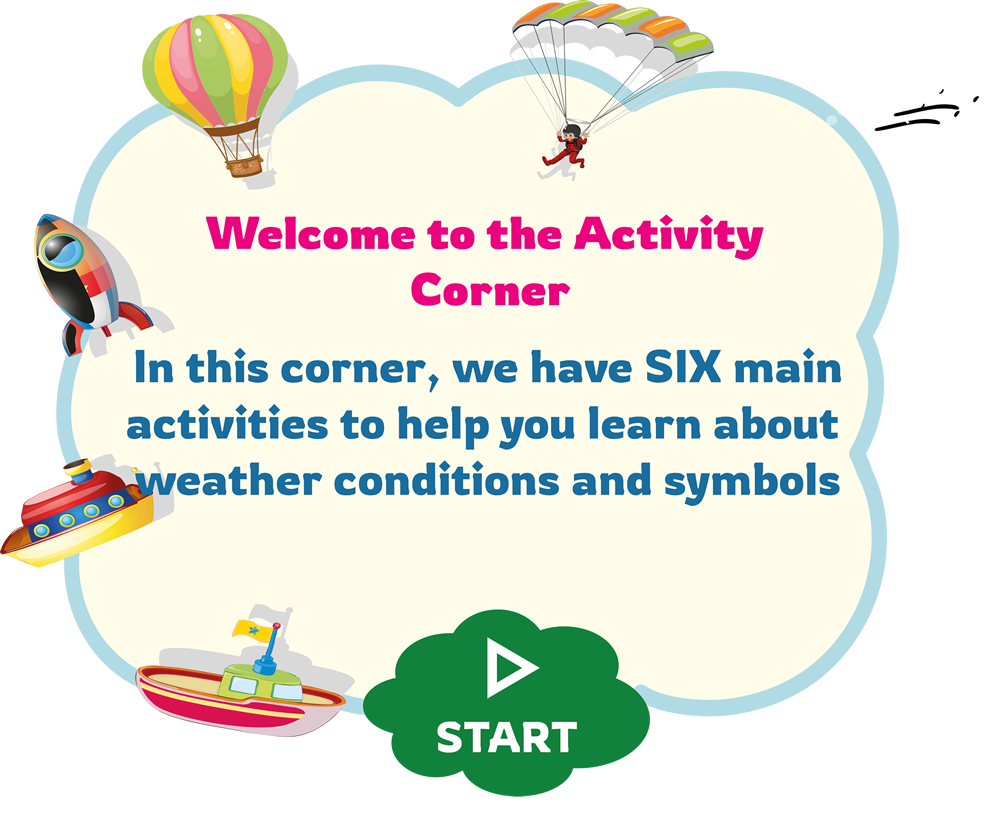 Welcome to the Activity
Corner
In this corner, we have SIX main
activities to help you learn about
weather conditions and symbols
START